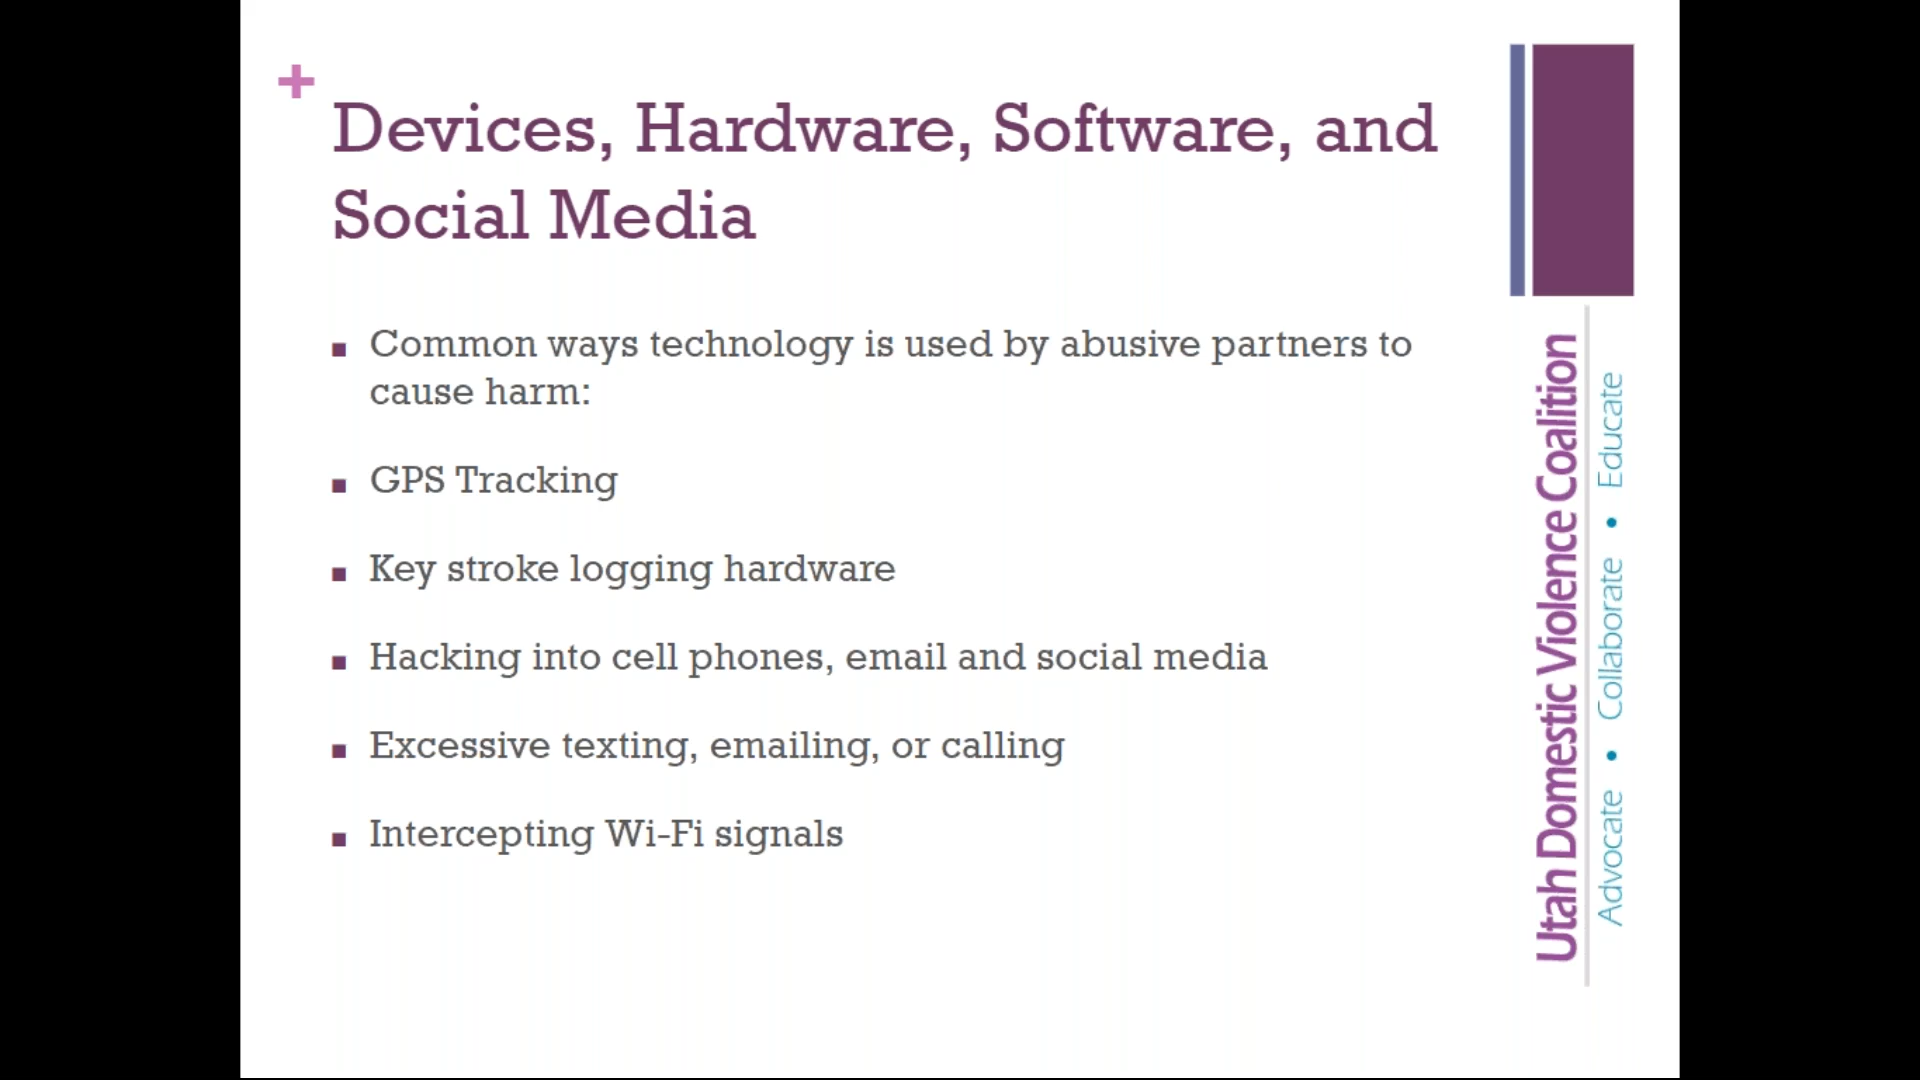 +
Devices, Hardware, Software, and
Social Media
■ Common ways technology is used by abusive partners to
cause harm:
■ GPS Tracking
■ Key stroke logging hardware
■ Hacking into cell phones, email and social media
■ Excessive texting, emailing, or calling
■ Intercepting Wi-Fi signals
Utah Domestic Violence Coalition
Advocate • Collaborate • Educate